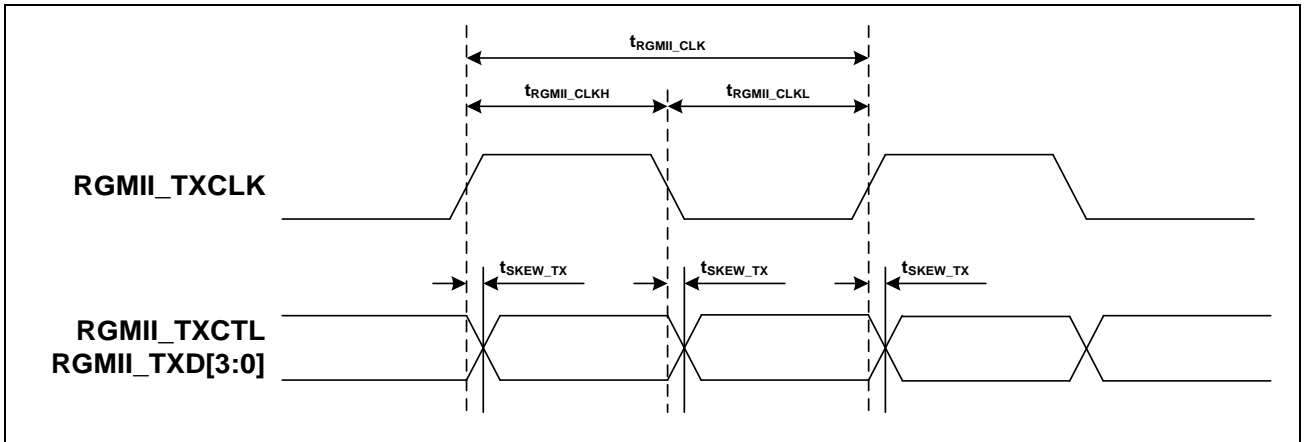 tRGMII_CLK
tRGMII_CLKH tRGMII_CLKL
RGMII_TXCLK
tSKEW_TX tSKEW_TX tSKEW_TX
RGMII_TXCTL
RGMII_TXD[3:0]